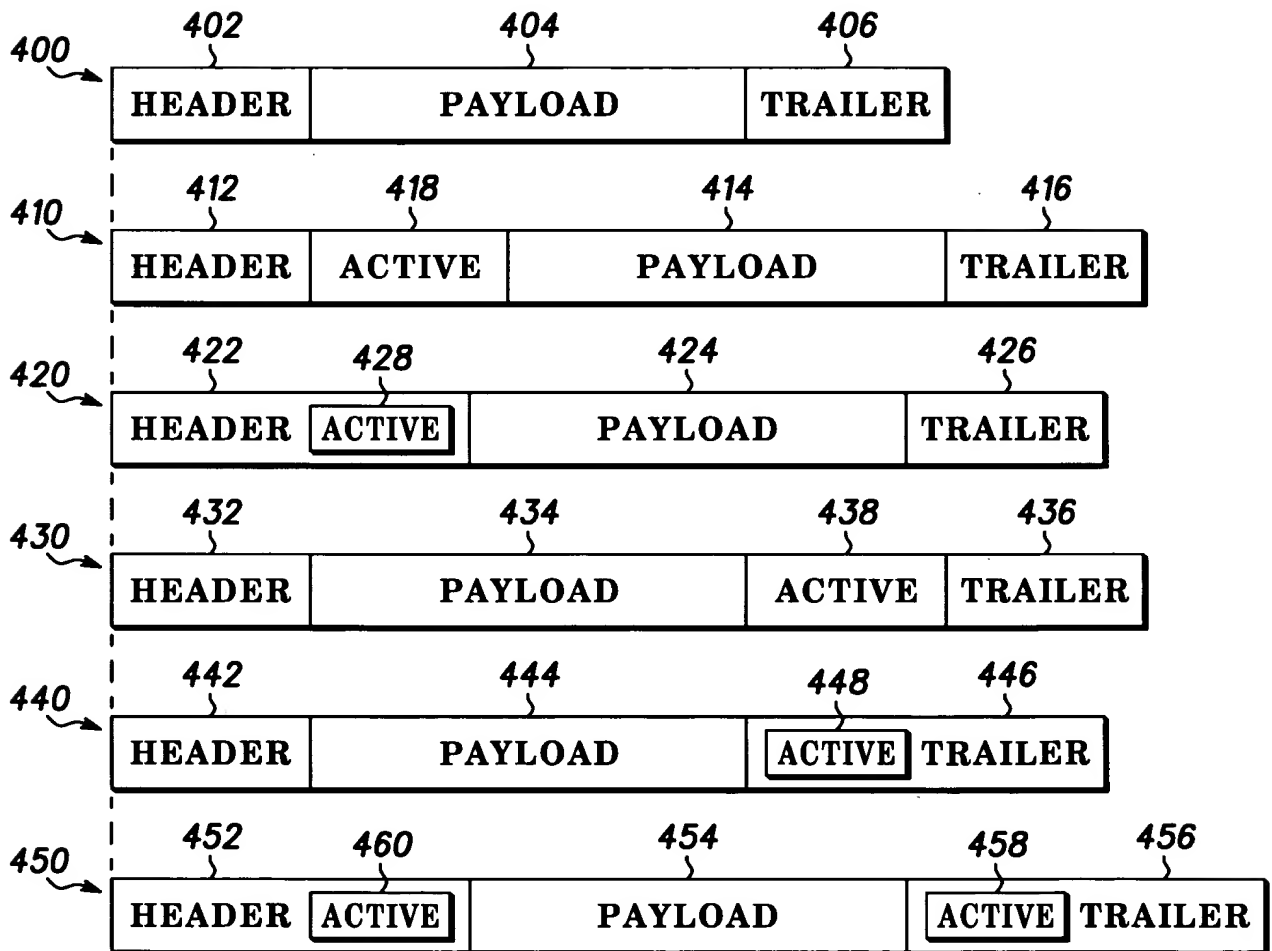 402 404 406
400
HEADER PAYLOAD TRAILER
412 418 414 416
410
HEADER ACTIVE PAYLOAD TRAILER
422 428 424 426
420
HEADER ACTIVE PAYLOAD TRAILER
432 434 438 436
430
HEADER PAYLOAD ACTIVE TRAILER
442 444 448 446
440
HEADER PAYLOAD ACTIVE TRAILER
452 460 454 458 456
450
HEADER ACTIVE PAYLOAD ACTIVE TRAILER